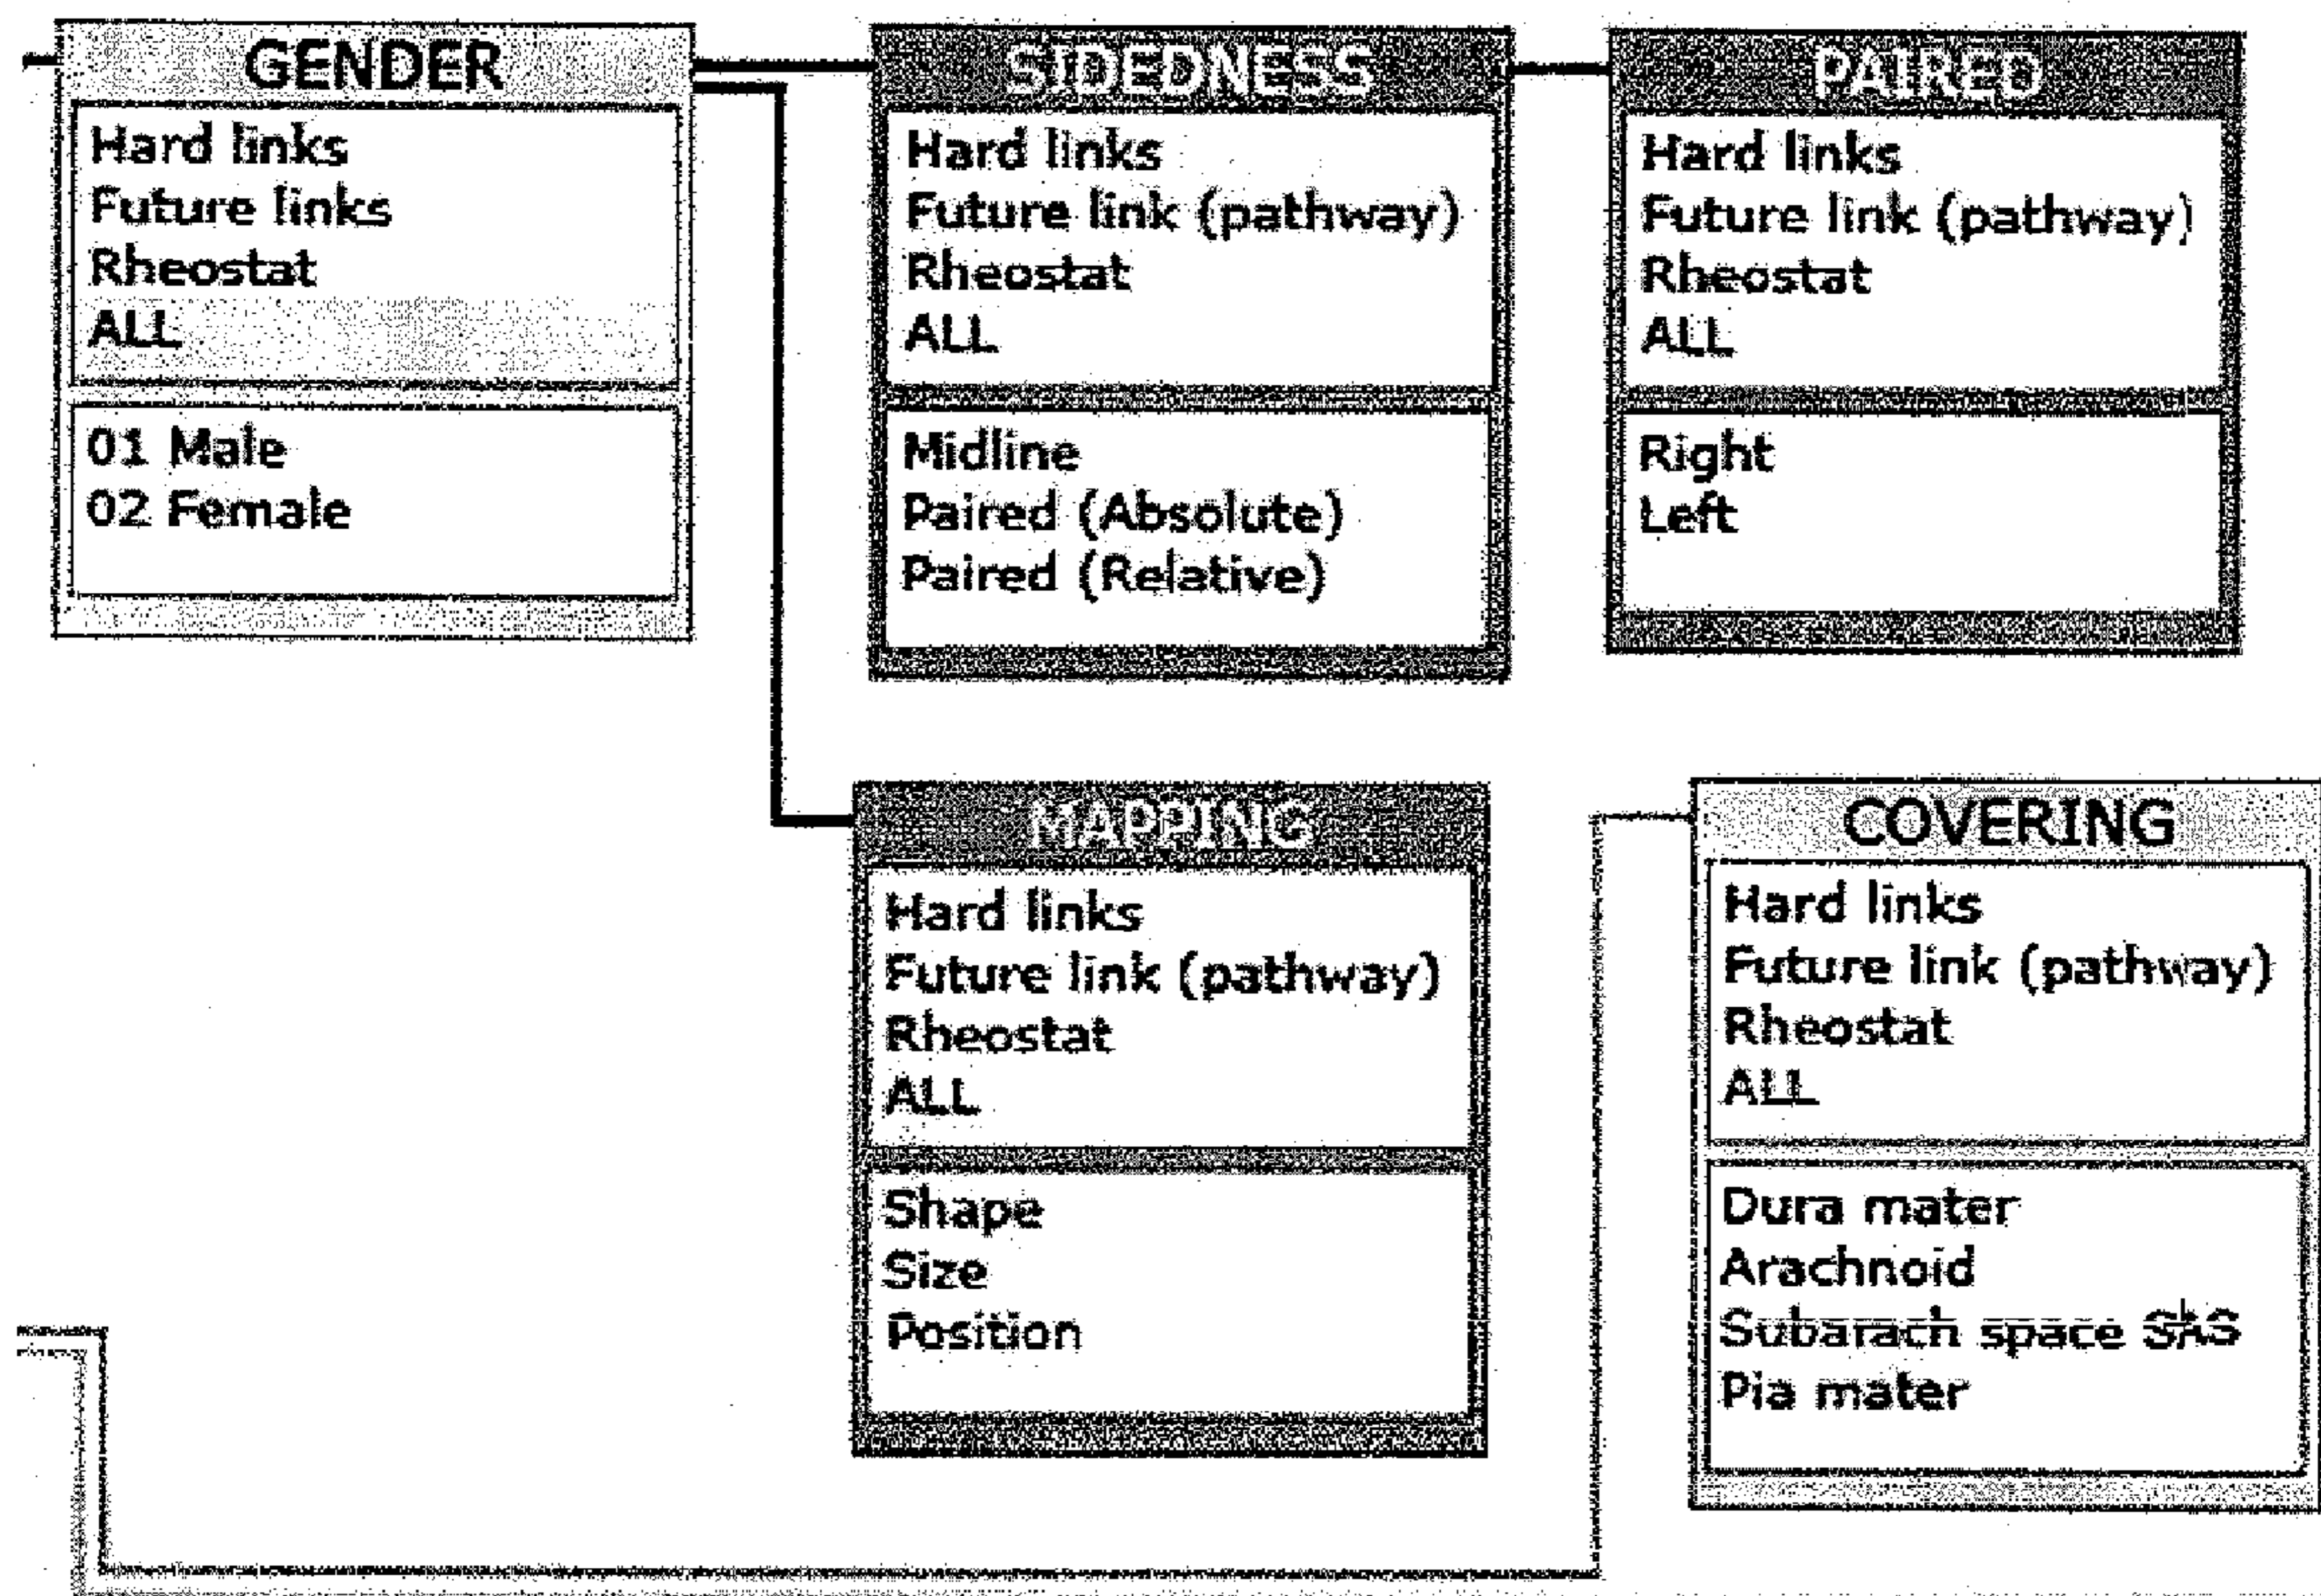 GENDER
Hard links
Future links
Rheostat
ALL
01 Male
02 Female
SIDEDNESS
Hard links
Future link (pathway)
Rheostat
ALL
Midline
Paired (Absolute)
Paired (Relative)
PAIRED
Hard links
Future link (pathway)
Rheostat
ALL
Right
Left
MAPPING
Hard links
Future link (pathway)
Rheostat
ALL
Shape
Size
Position
COVERING
Hard links
Future link (pathway)
Rheostat
ALL
Dura mater
Arachnoid
Subarach space SAS
Pia mater